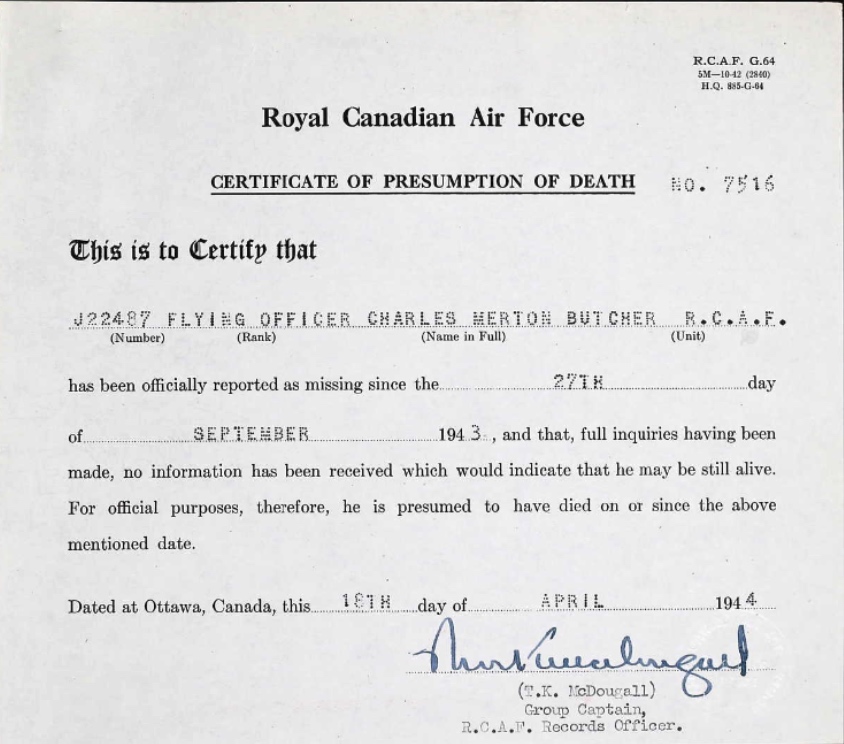 R.C.A.F. G.64
5M—10-42 (2840)
H.Q. 885-G-64
Royal Canadian Air Force
CERTIFICATE OF PRESUMPTION OF DEATH NO. 7516
This is to Certify that
J22487 FLYING OFFICER CHARLES MERTON BUTCHER R.C.A.F.
(Number) (Rank) (Name in Full) (Unit)
has been officially reported as missing since the 27TH day
of SEPTEMBER 1943, and that, full inquiries having been
made, no information has been received which would indicate that he may be still alive.
For official purposes, therefore, he is presumed to have died on or since the above
mentioned date.
Dated at Ottawa, Canada, this 18TH day of APRIL 1944
(T.K. McDougall)
Group Captain,
R.C.A.F. Records Officer.